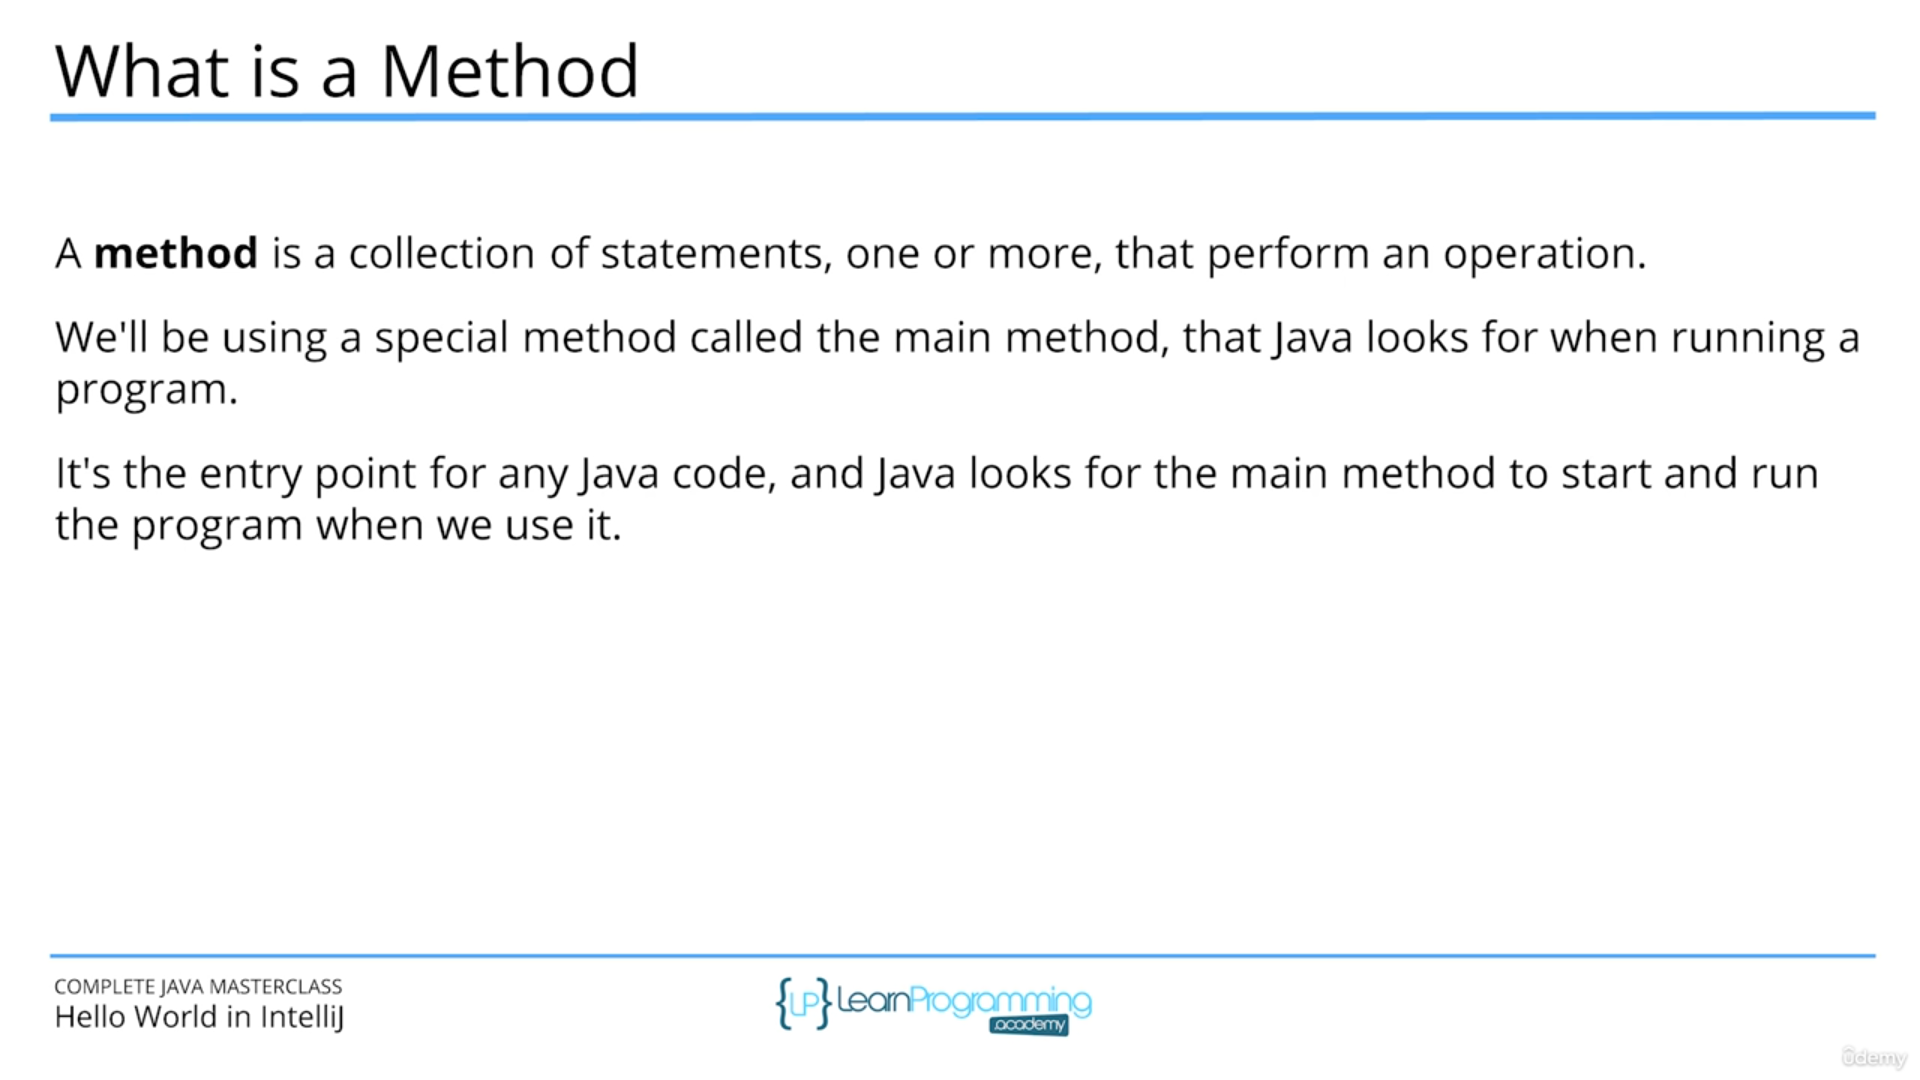 What is a Method
A method is a collection of statements, one or more, that perform an operation.
We'll be using a special method called the main method, that Java looks for when running a
program.
It's the entry point for any Java code, and Java looks for the main method to start and run
the program when we use it.
COMPLETE JAVA MASTERCLASS
Hello World in IntelliJ
{LP} LearnProgramming
academy
ûdemy